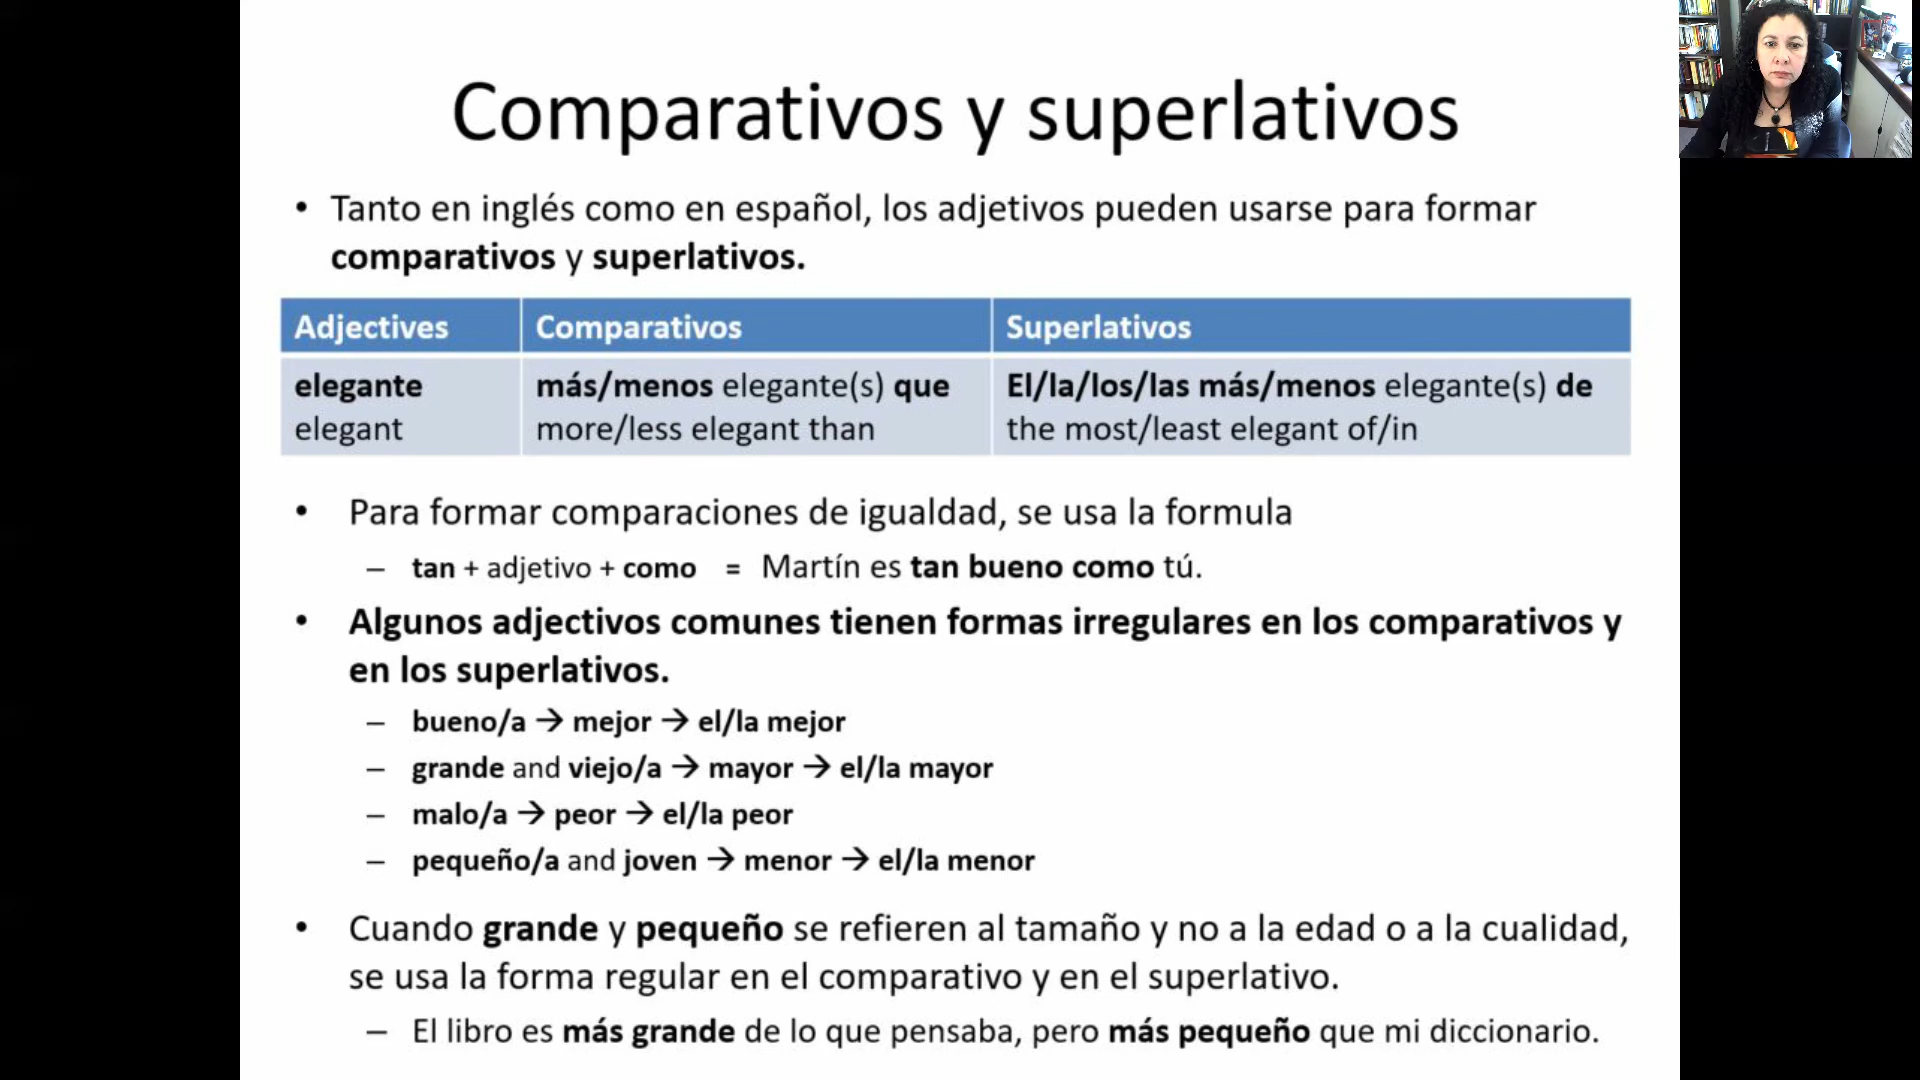 Comparativos y superlativos
• Tanto en inglés como en español, los adjetivos pueden usarse para formar
comparativos y superlativos.
Adjectives Comparativos Superlativos
elegante más/menos elegante(s) que El/la/los/las más/menos elegante(s) de
elegant more/less elegant than the most/least elegant of/in
• Para formar comparaciones de igualdad, se usa la formula
– tan + adjetivo + como = Martín es tan bueno como tú.
• Algunos adjectivos comunes tienen formas irregulares en los comparativos y
en los superlativos.
– bueno/a → mejor → el/la mejor
– grande and viejo/a → mayor → el/la mayor
– malo/a → peor → el/la peor
– pequeño/a and joven → menor → el/la menor
• Cuando grande y pequeño se refieren al tamaño y no a la edad o a la cualidad,
se usa la forma regular en el comparativo y en el superlativo.
– El libro es más grande de lo que pensaba, pero más pequeño que mi diccionario.